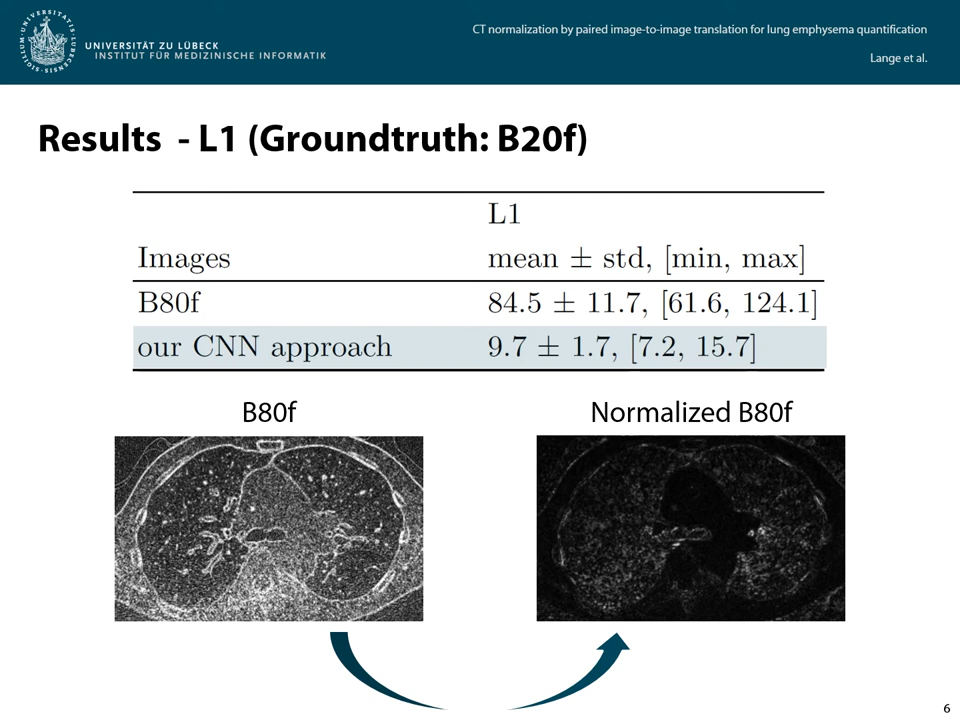 CT normalization by paired image-to-image translation for lung emphysema quantification
UNIVERSITÄT ZU LÜBECK
INSTITUT FÜR MEDIZINISCHE INFORMATIK
Lange et al.
Results - L1 (Groundtruth: B20f)
L1
Images mean ± std, [min, max]
B80f 84.5 ± 11.7, [61.6, 124.1]
our CNN approach 9.7 ± 1.7, [7.2, 15.7]
B80f Normalized B80f
6